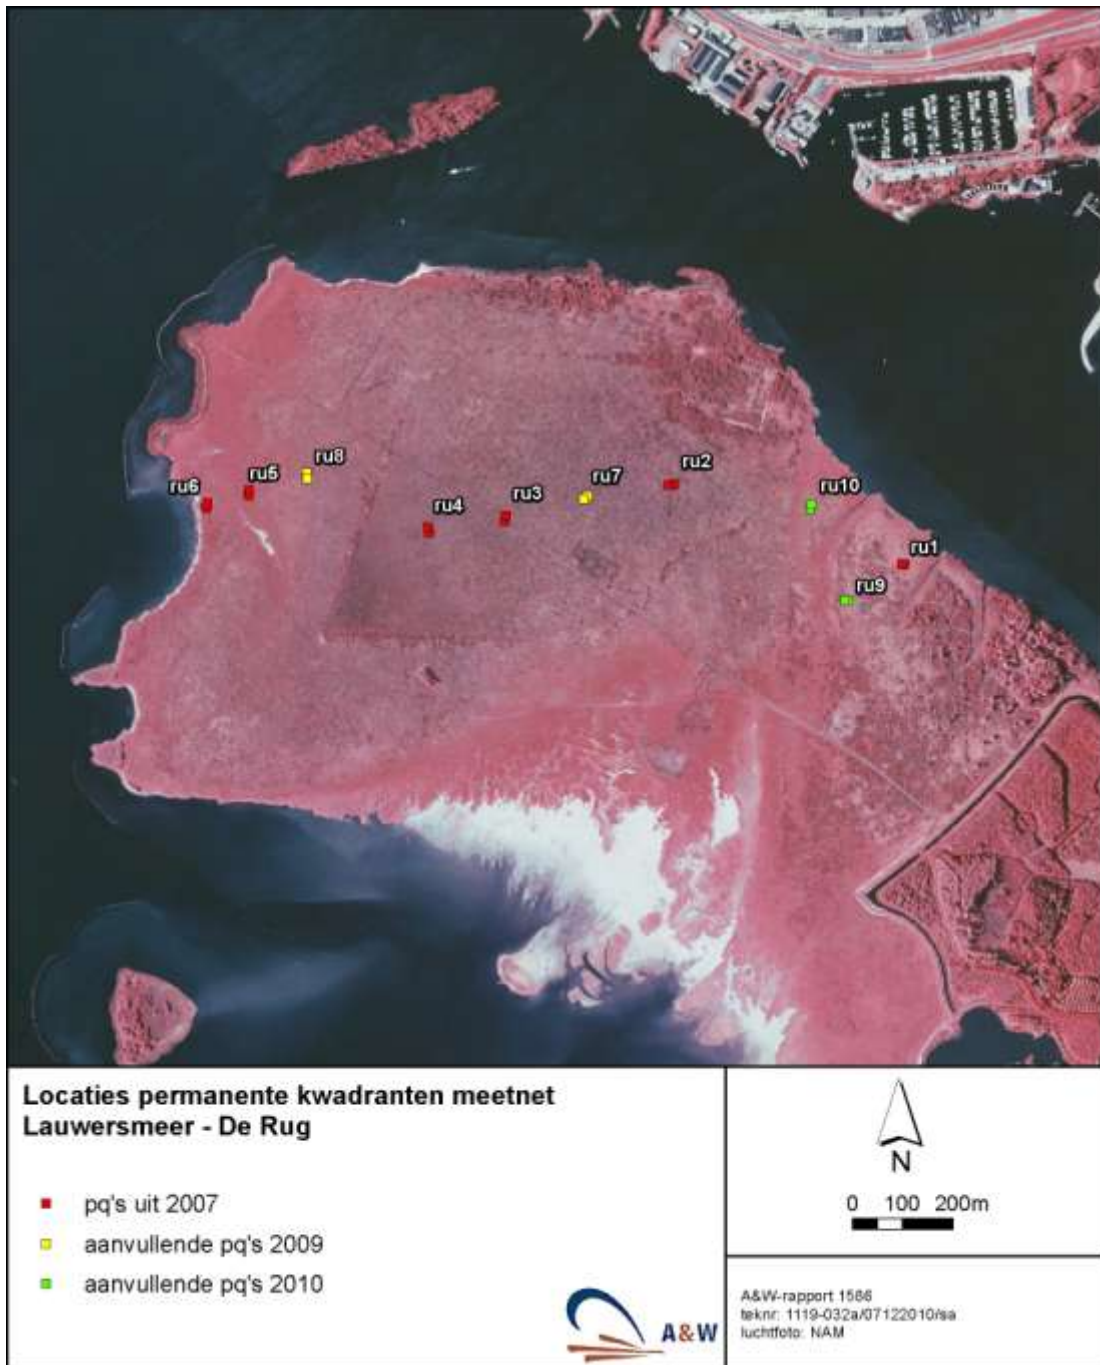 ru8
ru5
ru6
ru2
ru7
ru3
ru4
ru10
ru1
ru9
Locaties permanente kwadranten meetnet
Lauwersmeer - De Rug
pq's uit 2007
aanvullende pq's 2009
aanvullende pq's 2010
A&W
N
0 100 200m
A&W-rapport 1586
teknr: 1119-032a/07122010/sa
luchtfoto: NAM